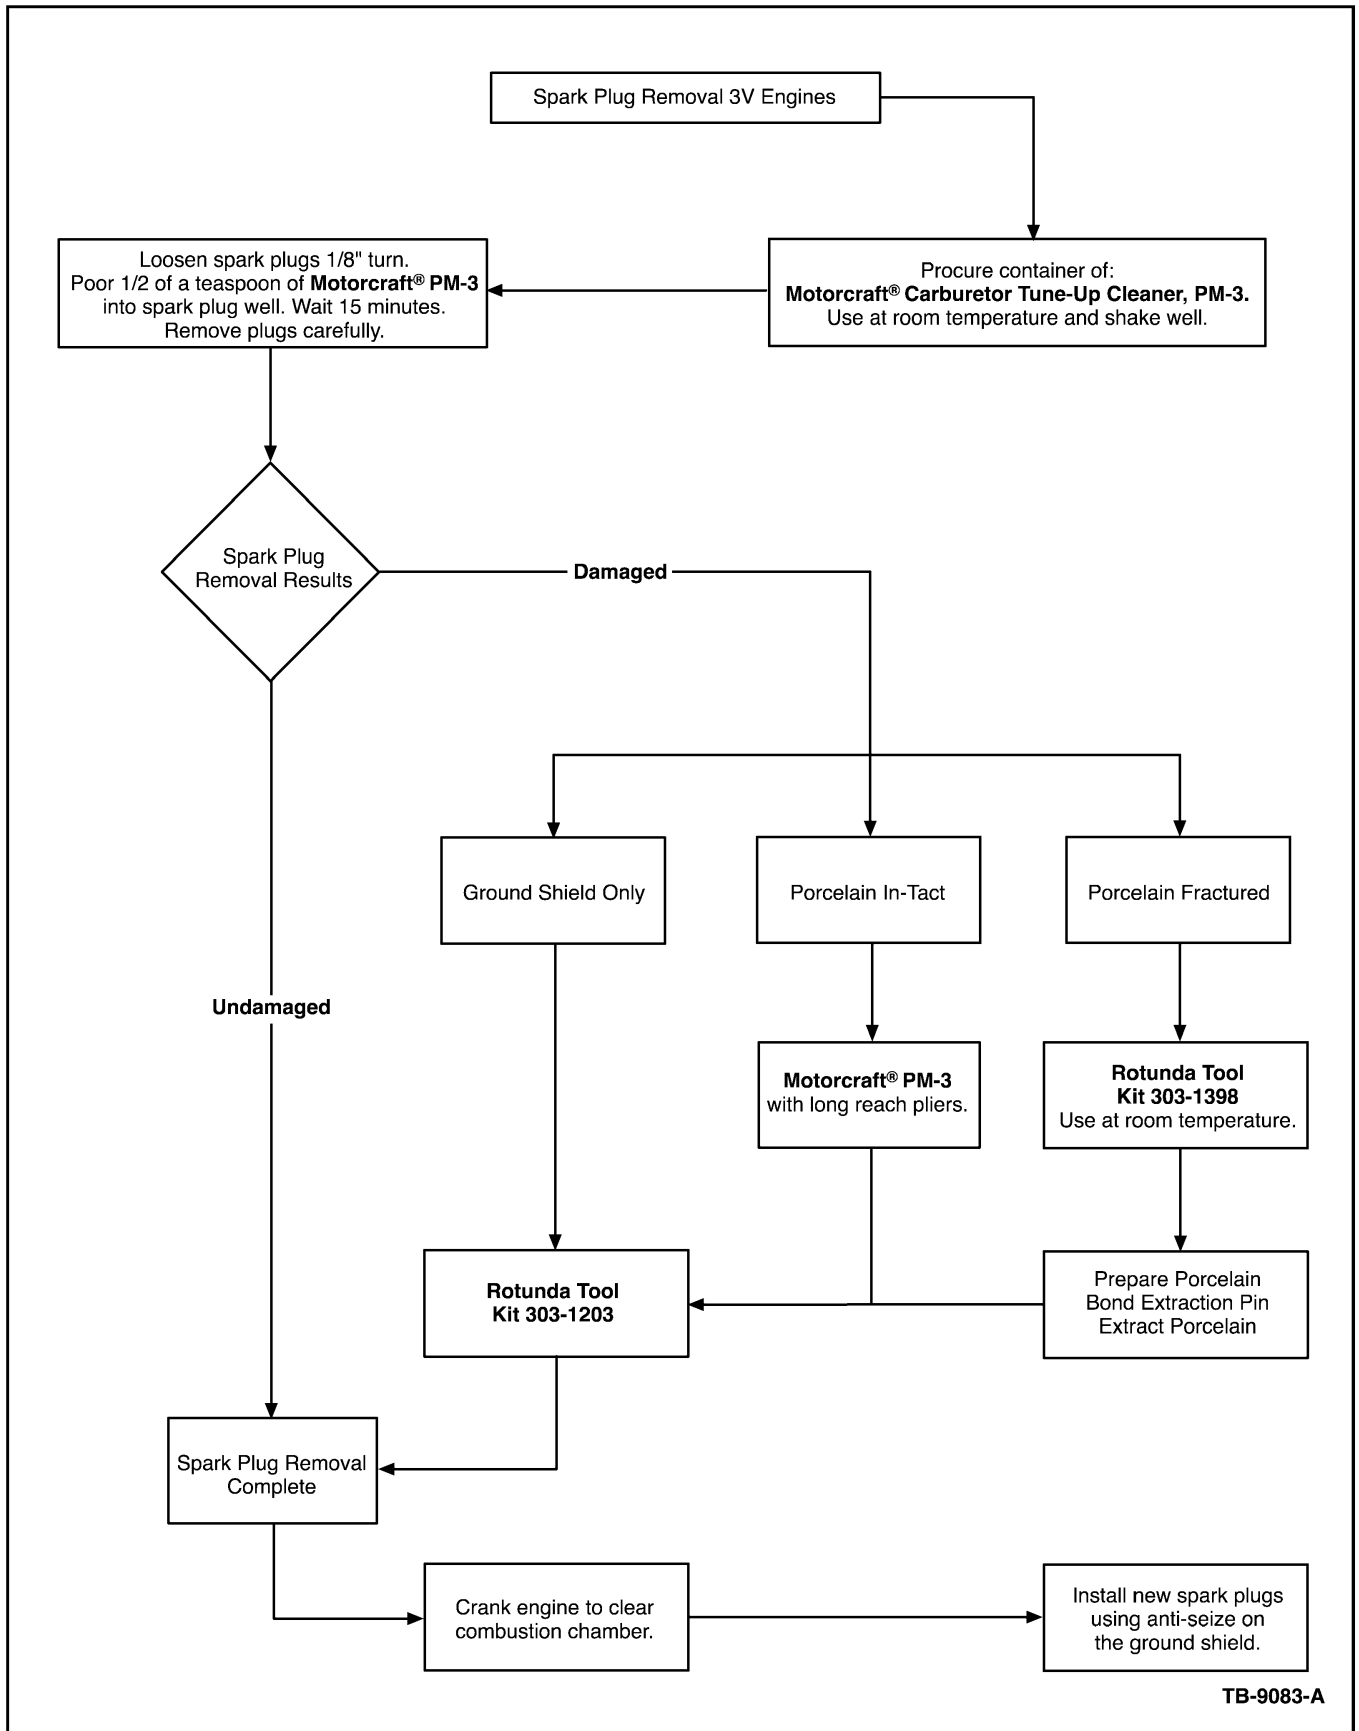 Spark Plug Removal 3V Engines
Procure container of:
Motorcraft® Carburetor Tune-Up Cleaner, PM-3.
Use at room temperature and shake well.
Loosen spark plugs 1/8" turn.
Poor 1/2 of a teaspoon of Motorcraft® PM-3
into spark plug well. Wait 15 minutes.
Remove plugs carefully.
Spark Plug
Removal Results
Damaged
Undamaged
Ground Shield Only
Porcelain In-Tact
Porcelain Fractured
Motorcraft® PM-3
with long reach pliers.
Rotunda Tool
Kit 303-1398
Use at room temperature.
Rotunda Tool
Kit 303-1203
Prepare Porcelain
Bond Extraction Pin
Extract Porcelain
Spark Plug Removal
Complete
Crank engine to clear
combustion chamber.
Install new spark plugs
using anti-seize on
the ground shield.
TB-9083-A